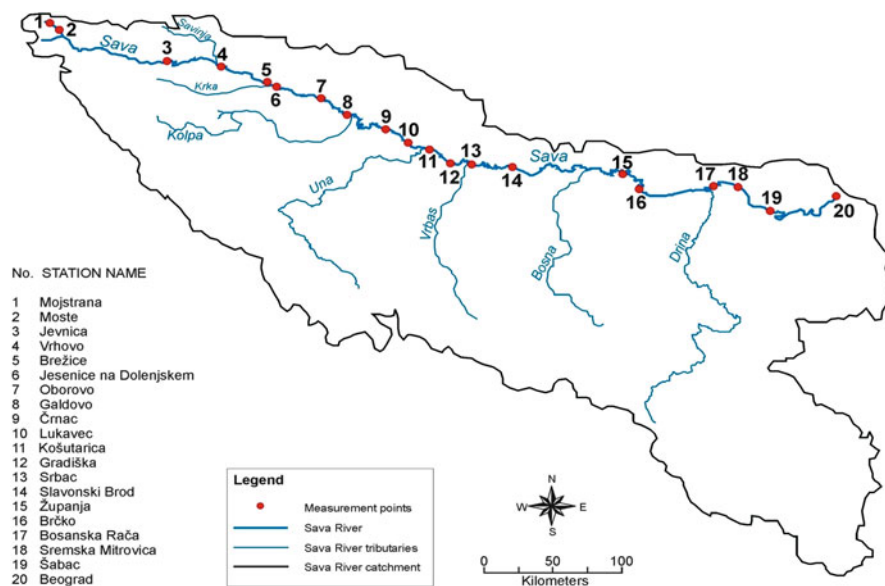 1
2
Sava
3
Savinja
4
5
6
Krka
7
8
Kolpa
9
10
11
12
13
Una
Vrbas
14
Sava
Bosna
15
16
17
18
Drina
19
20
No. STATION NAME
1 Mojstrana
2 Moste
3 Jevnica
4 Vrhovo
5 Brežice
6 Jesenice na Dolenjskem
7 Oborovo
8 Galdovo
9 Črnac
10 Lukavec
11 Košutarica
12 Gradiška
13 Srbac
14 Slavonski Brod
15 Županja
16 Brčko
17 Bosanska Rača
18 Sremska Mitrovica
19 Šabac
20 Beograd
Legend
Measurement points
Sava River
Sava River tributaries
Sava River catchment
N
W E
S
0 50 100
Kilometers